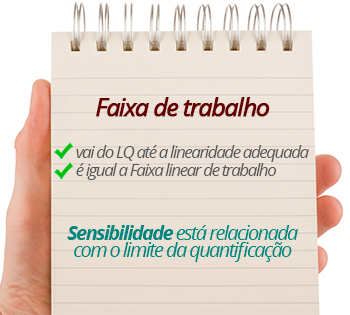 Faixa de trabalho
vai do LQ até a linearidade adequada
é igual a Faixa linear de trabalho
Sensibilidade está relacionada
com o limite da quantificação